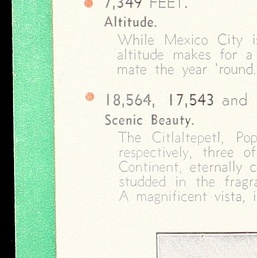 7,349 FEET.
Altitude.
While Mexico City is
altitude makes for a
mate the year 'round.
18,564, 17,543 and
Scenic Beauty.
The Citlaltepetl, Pop
respectively, three of
Continent, eternally c
studded in the fragra
A magnificent vista, i